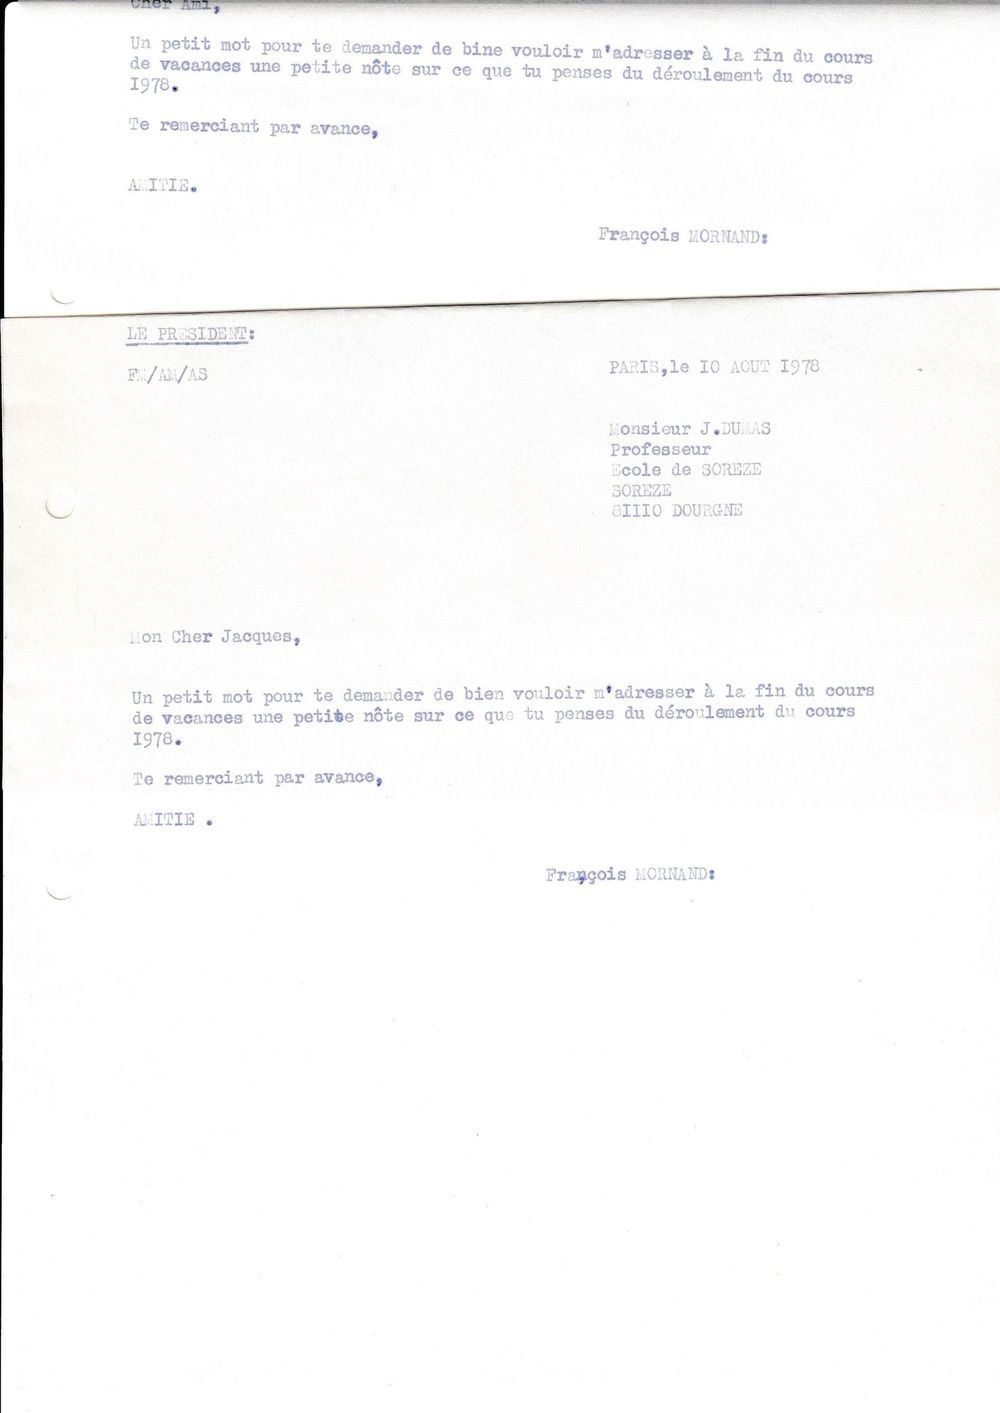 Cher Ami,
Un petit mot pour te demander de bine vouloir m'adresser à la fin du cours
de vacances une petite nôte sur ce que tu penses du déroulement du cours
I978.
Te remerciant par avance,
AMITIE.
François MORNAND:
LE PRESIDENT:
FM/AM/AS
PARIS,le IO AOUT I978
Monsieur J.DUMAS
Professeur
Ecole de SOREZE
SOREZE
8IIIO DOURGNE
Mon Cher Jacques,
Un petit mot pour te demander de bien vouloir m'adresser à la fin du cours
de vacances une petite nôte sur ce que tu penses du déroulement du cours
I978.
Te remerciant par avance,
AMITIE .
François MORNAND: